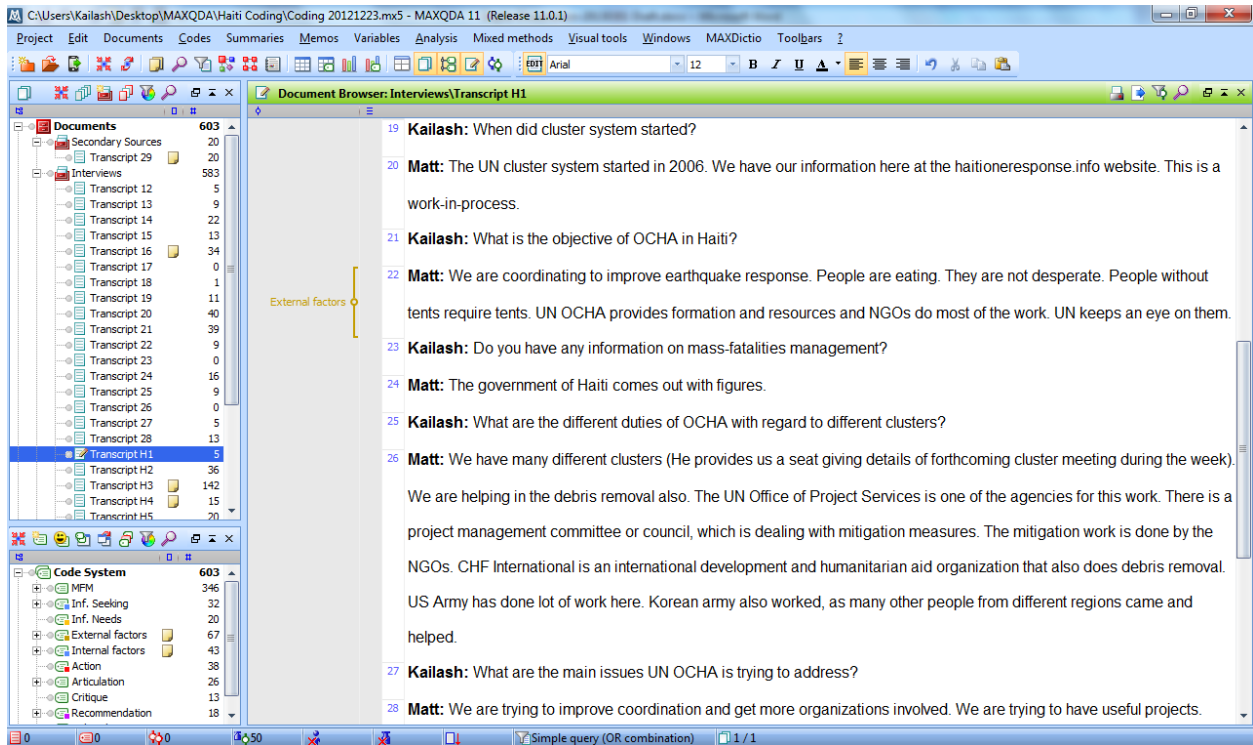 C:\Users\Kailash\Desktop\MAXQDA\Haiti Coding\Coding 20121223.mx5 - MAXQDA 11 (Release 11.0.1)
Project Edit Documents Codes Summaries Memos Variables Analysis Mixed methods Visual tools Windows MAXDictio Toolbars ?
EDIT Arial 12 B I U A
Documents 603
Secondary Sources 20
Transcript 29 20
Interviews 583
Transcript 12 5
Transcript 13 9
Transcript 14 22
Transcript 15 13
Transcript 16 34
Transcript 17 0
Transcript 18 1
Transcript 19 11
Transcript 20 40
Transcript 21 39
Transcript 22 9
Transcript 23 0
Transcript 24 16
Transcript 25 9
Transcript 26 0
Transcript 27 5
Transcript 28 13
Transcript H1 5
Transcript H2 36
Transcript H3 142
Transcript H4 15
Transcript H5 20
Code System 603
MFM 346
Inf. Seeking 32
Inf. Needs 20
External factors 67
Internal factors 43
Action 38
Articulation 26
Critique 13
Recommendation 18
Document Browser: Interviews\Transcript H1
19 Kailash: When did cluster system started?
20 Matt: The UN cluster system started in 2006. We have our information here at the haitioneresponse.info website. This is a
work-in-process.
21 Kailash: What is the objective of OCHA in Haiti?
External factors
22 Matt: We are coordinating to improve earthquake response. People are eating. They are not desperate. People without
tents require tents. UN OCHA provides formation and resources and NGOs do most of the work. UN keeps an eye on them.
23 Kailash: Do you have any information on mass-fatalities management?
24 Matt: The government of Haiti comes out with figures.
25 Kailash: What are the different duties of OCHA with regard to different clusters?
26 Matt: We have many different clusters (He provides us a seat giving details of forthcoming cluster meeting during the week).
We are helping in the debris removal also. The UN Office of Project Services is one of the agencies for this work. There is a
project management committee or council, which is dealing with mitigation measures. The mitigation work is done by the
NGOs. CHF International is an international development and humanitarian aid organization that also does debris removal.
US Army has done lot of work here. Korean army also worked, as many other people from different regions came and
helped.
27 Kailash: What are the main issues UN OCHA is trying to address?
28 Matt: We are trying to improve coordination and get more organizations involved. We are trying to have useful projects.
0 0 0 50 Simple query (OR combination) 1 / 1